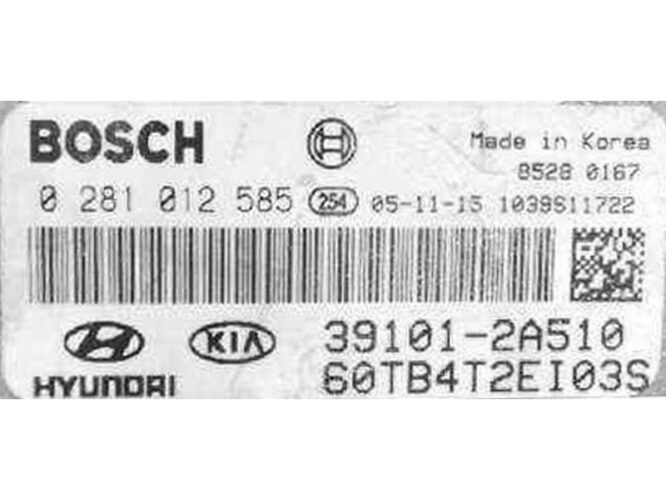 BOSCH
Made in Korea
8528 0167
0 281 012 585 254 05-11-15 1039S11722
KIA 39101-2A510
HYUNDAI 60TB4T2EI03S